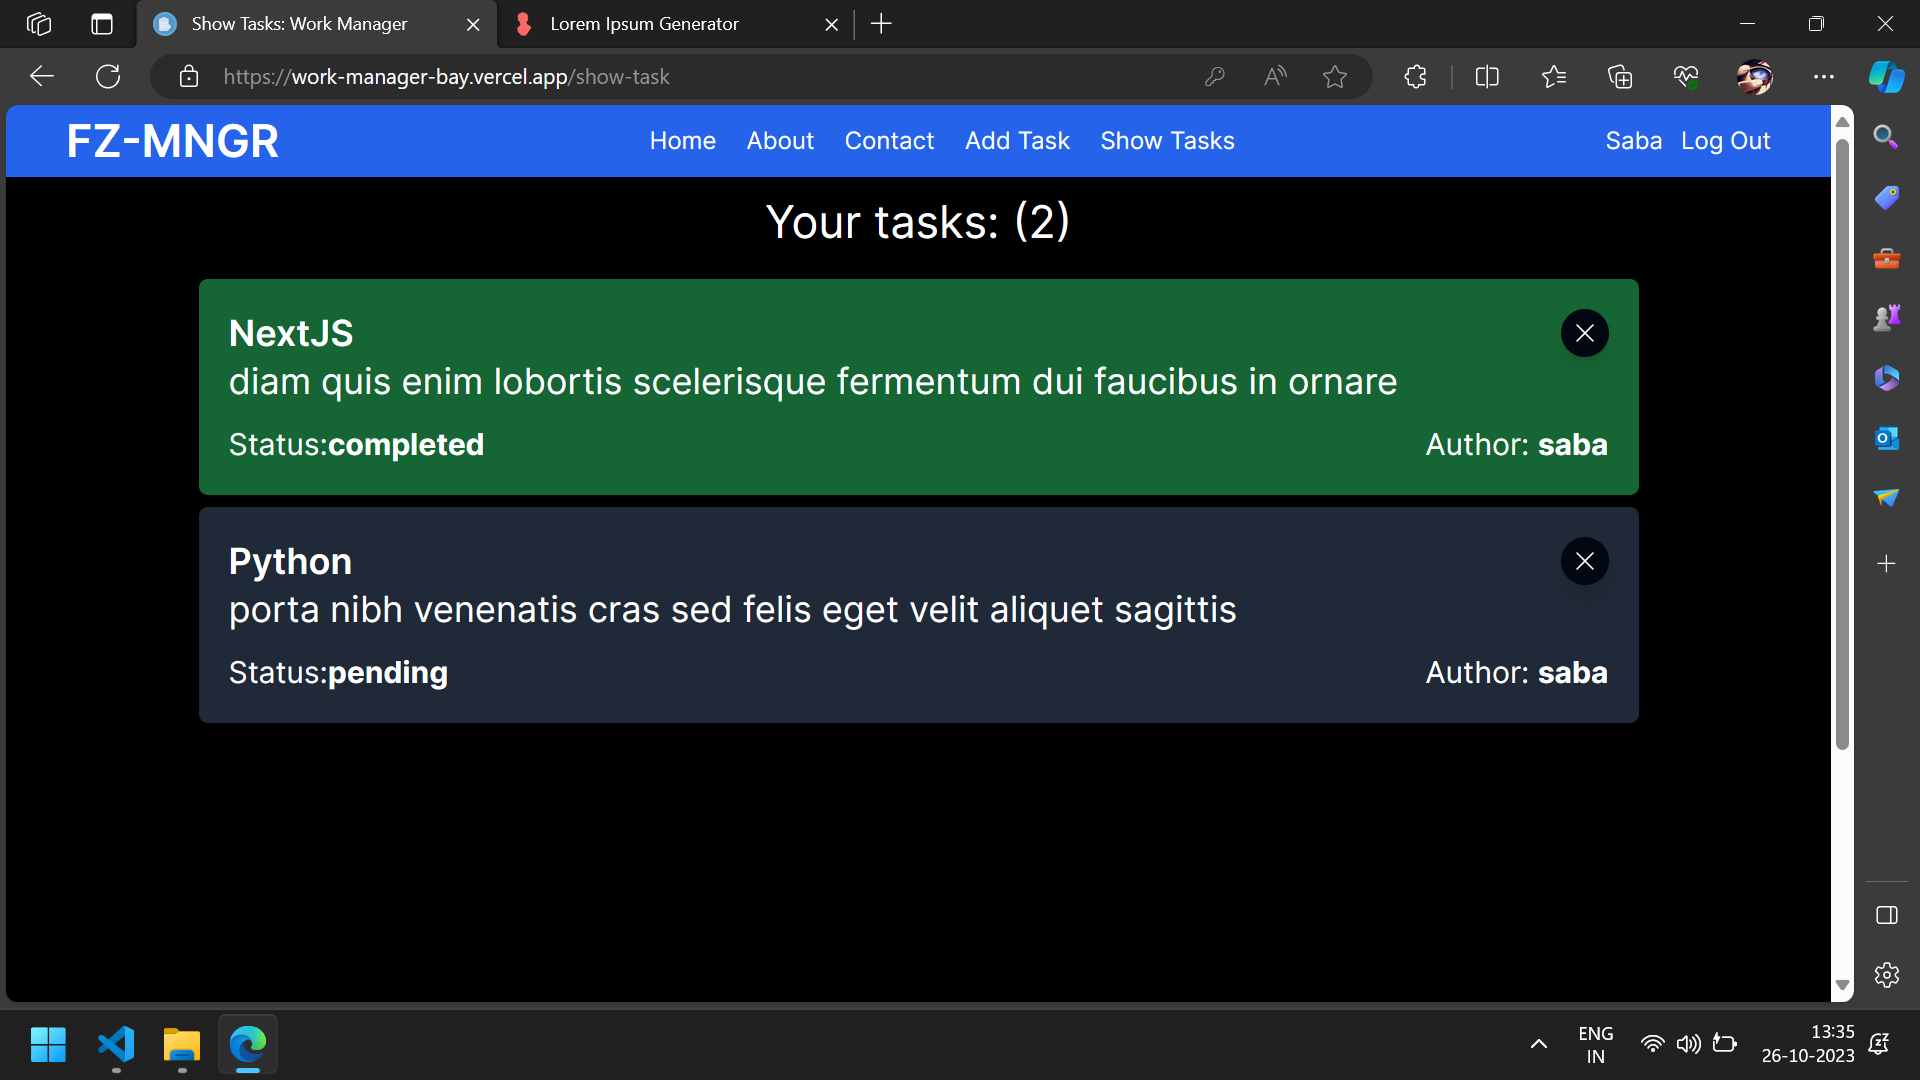 Show Tasks: Work Manager
Lorem Ipsum Generator
https://work-manager-bay.vercel.app/show-task
FZ-MNGR
Home About Contact Add Task Show Tasks
Saba Log Out
Your tasks: (2)
NextJS
diam quis enim lobortis scelerisque fermentum dui faucibus in ornare
Status:completed
Author: saba
Python
porta nibh venenatis cras sed felis eget velit aliquet sagittis
Status:pending
Author: saba
ENG
IN
13:35
26-10-2023